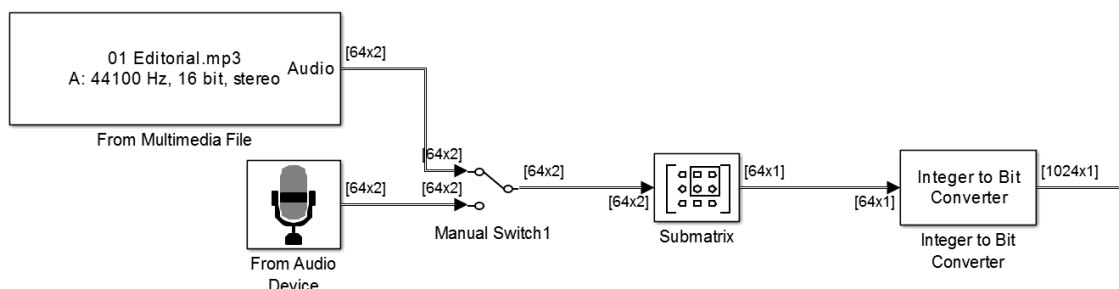 [64x2]
01 Editorial.mp3
A: 44100 Hz, 16 bit, stereo
Audio
From Multimedia File
[64x2]
[64x2]
[64x2]
From Audio
Device
[64x2]
Manual Switch1
[64x2]
Submatrix
[64x1]
[64x1]
Integer to Bit
Converter
Integer to Bit
Converter
[1024x1]